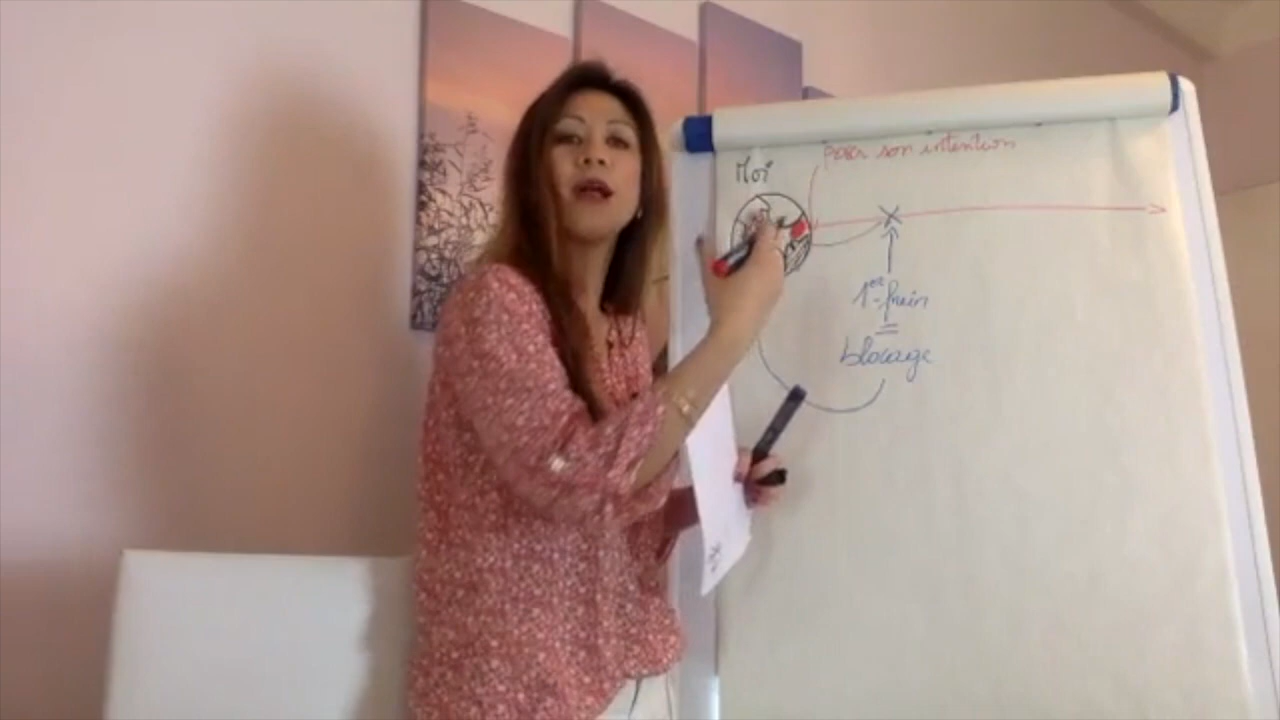 poser son intention
Moi
1er frein
=
blocage